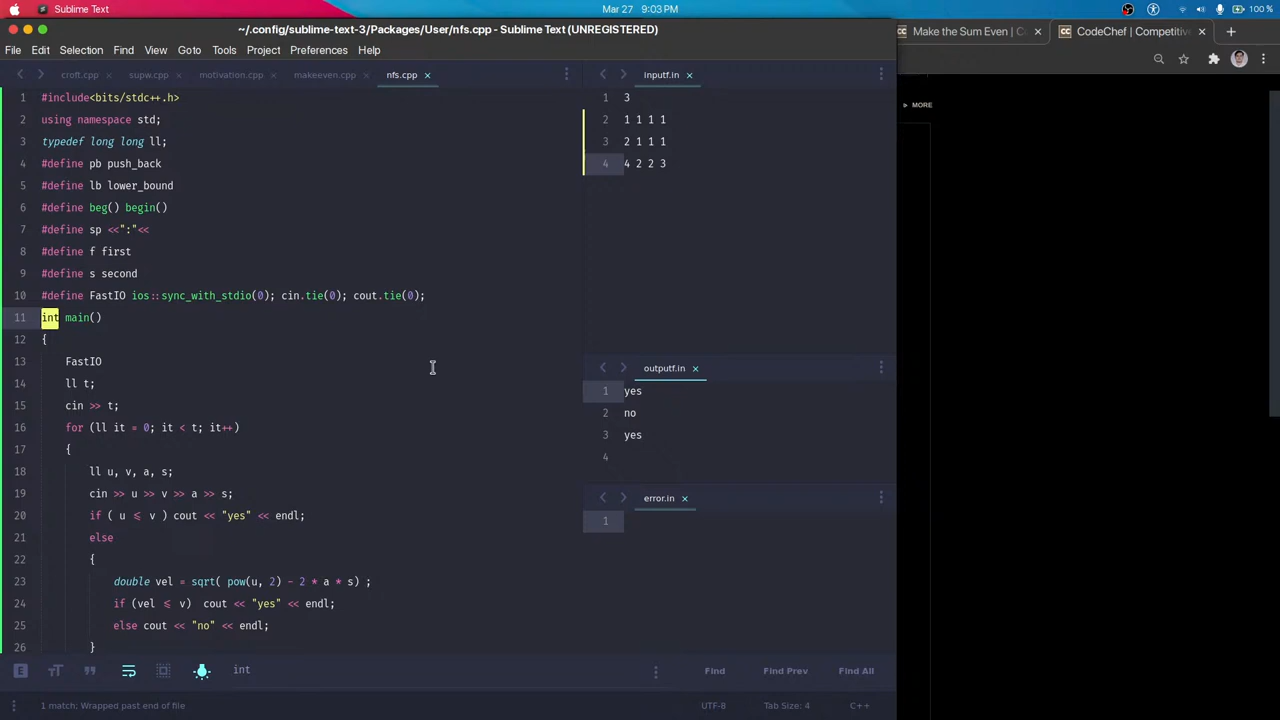 Sublime Text
Mar 27 9:03 PM
100 %
~/.config/sublime-text-3/Packages/User/nfs.cpp - Sublime Text (UNREGISTERED)
Make the Sum Even | C
CodeChef | Competitive
File Edit Selection Find View Goto Tools Project Preferences Help
croft.cpp
supw.cpp
motivation.cpp
makeeven.cpp
nfs.cpp
1 #include<bits/stdc++.h>
2 using namespace std;
3 typedef long long ll;
4 #define pb push_back
5 #define lb lower_bound
6 #define beg() begin()
7 #define sp <<":"<<
8 #define f first
9 #define s second
10 #define FastIO ios::sync_with_stdio(0); cin.tie(0); cout.tie(0);
11 int main()
12 {
13 FastIO
14 ll t;
15 cin >> t;
16 for (ll it = 0; it < t; it++)
17 {
18 ll u, v, a, s;
19 cin >> u >> v >> a >> s;
20 if ( u <= v ) cout << "yes" << endl;
21 else
22 {
23 double vel = sqrt( pow(u, 2) - 2 * a * s) ;
24 if (vel <= v) cout << "yes" << endl;
25 else cout << "no" << endl;
26 }
inputf.in
1 3
2 1 1 1 1
3 2 1 1 1
4 4 2 2 3
outputf.in
1 yes
2 no
3 yes
4
error.in
1
MORE
E
int
Find
Find Prev
Find All
1 match; Wrapped past end of file
UTF-8
Tab Size: 4
C++